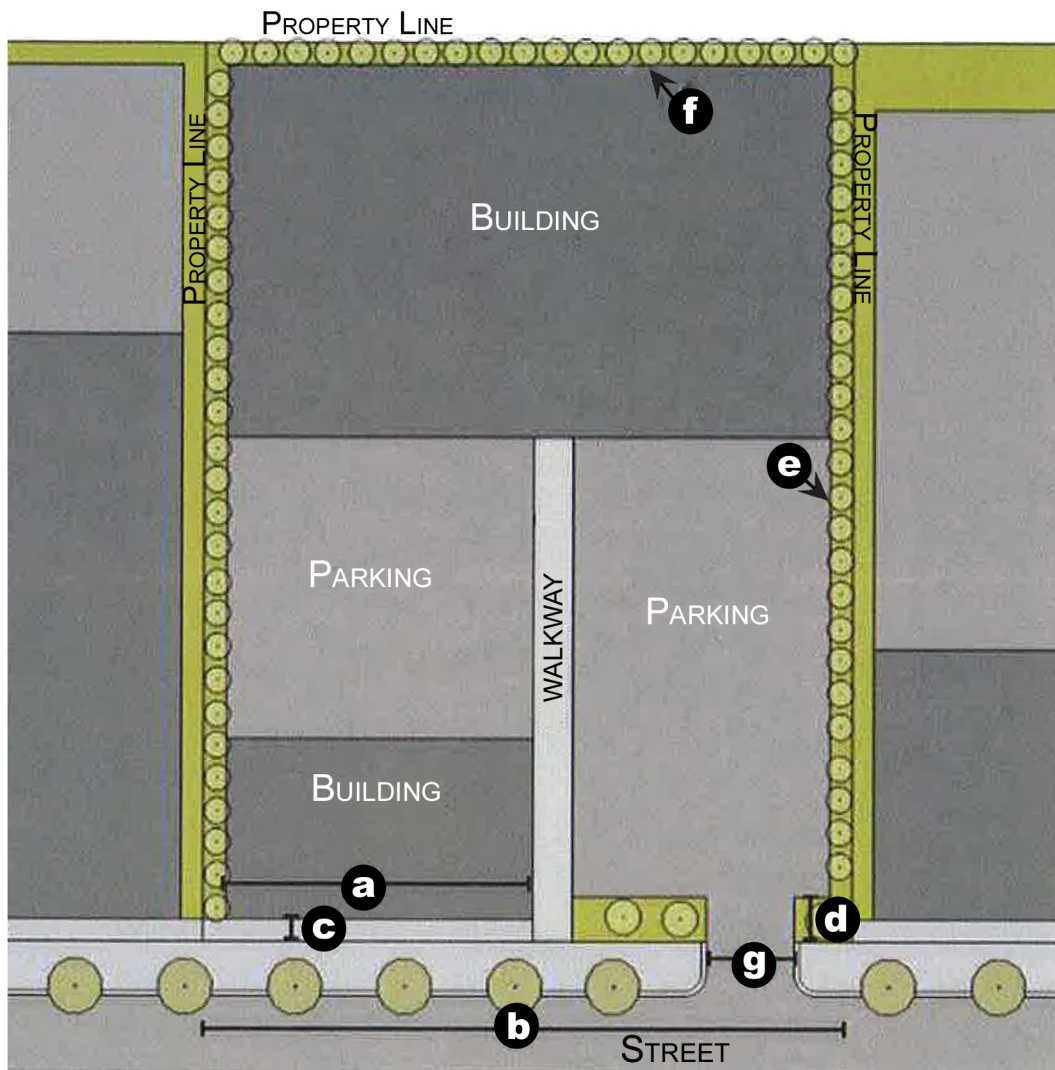 PROPERTY LINE
f
PROPERTY LINE
PROPERTY LINE
BUILDING
e
PARKING
PARKING
WALKWAY
BUILDING
a
c
d
g
b
STREET